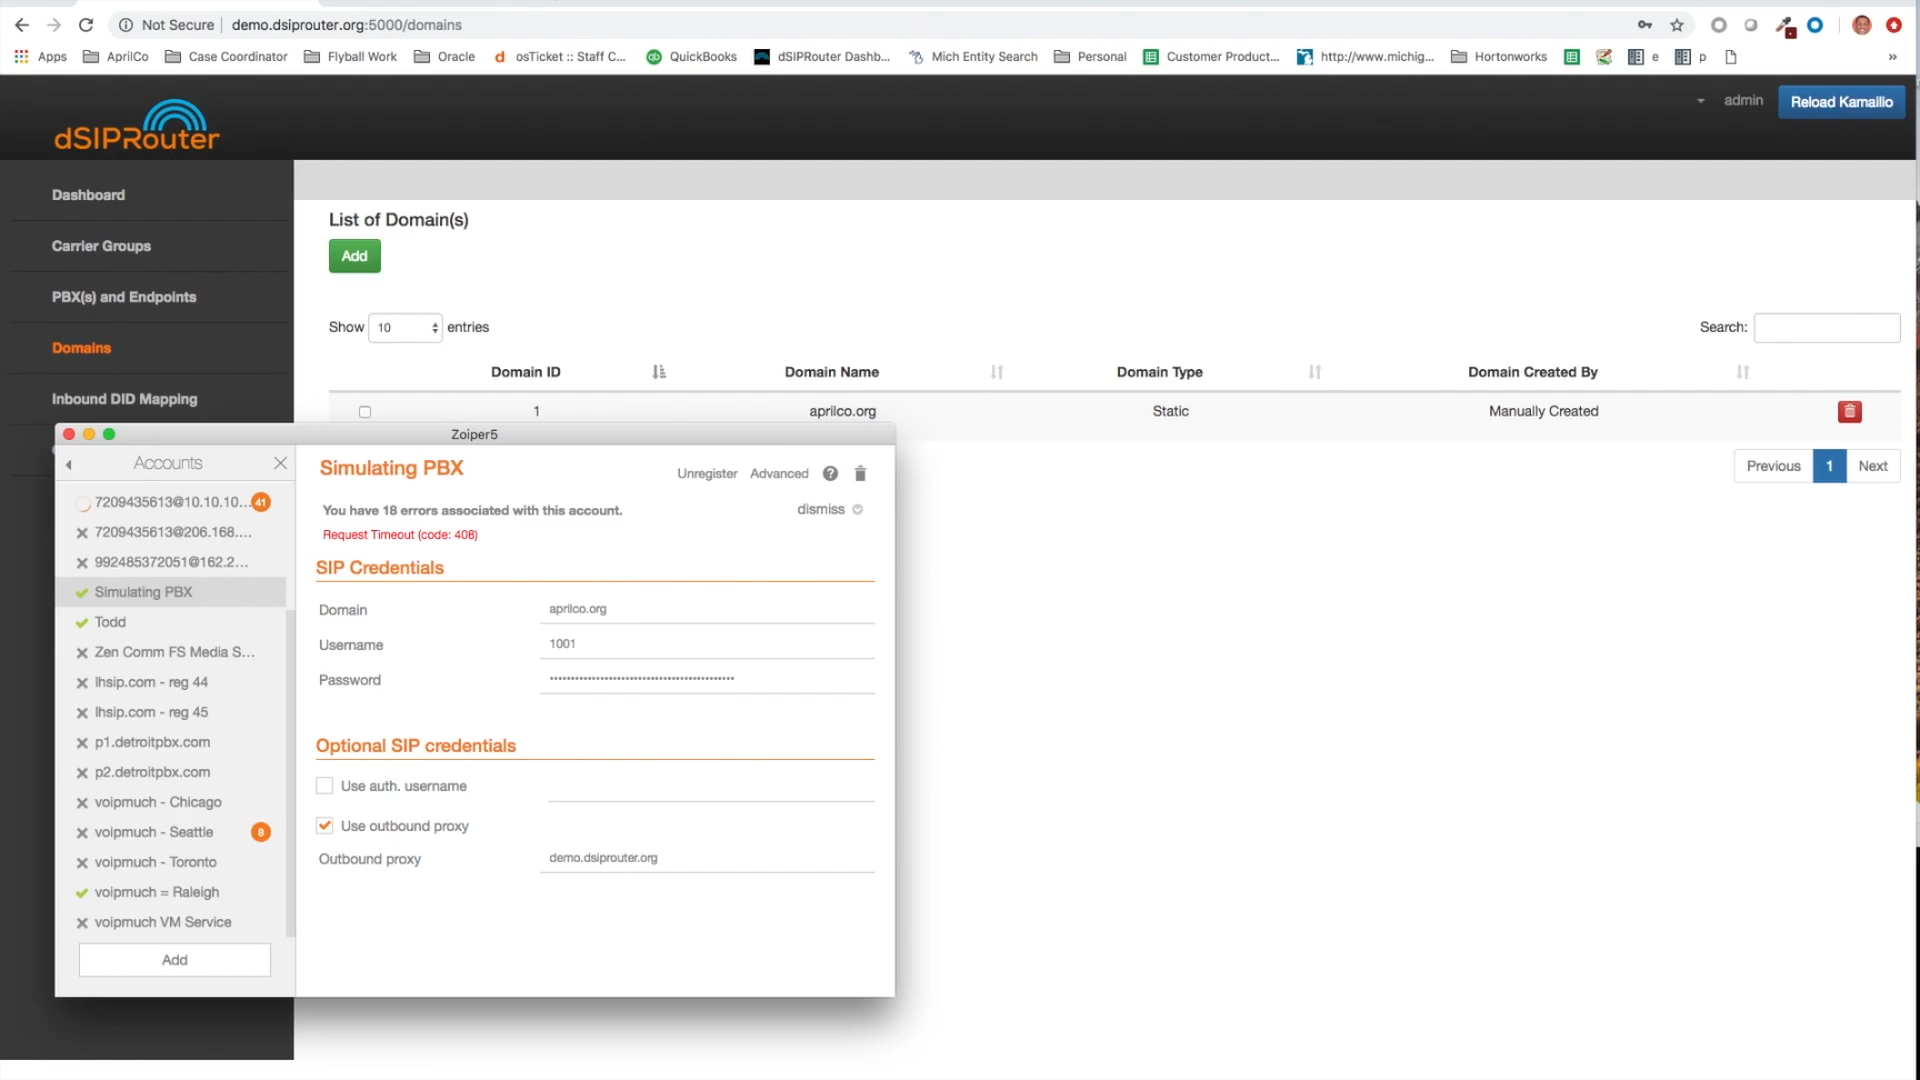 Not Secure | demo.dsiprouter.org:5000/domains
Apps AprilCo Case Coordinator Flyball Work Oracle osTicket :: Staff C... QuickBooks dSIPRouter Dashb... Mich Entity Search Personal Customer Product... http://www.michig... Hortonworks e p »
dSIPRouter
admin
Reload Kamailio
Dashboard
Carrier Groups
PBX(s) and Endpoints
Domains
Inbound DID Mapping
List of Domain(s)
Add
Show 10 entries
Search:
Domain ID Domain Name Domain Type Domain Created By
1 aprilco.org Static Manually Created
Previous 1 Next
Zoiper5
Accounts
7209435613@10.10.10... 41
7209435613@206.168....
992485372051@162.2...
Simulating PBX
Todd
Zen Comm FS Media S...
lhsip.com - reg 44
lhsip.com - reg 45
p1.detroitpbx.com
p2.detroitpbx.com
voipmuch - Chicago
voipmuch - Seattle 8
voipmuch - Toronto
voipmuch = Raleigh
voipmuch VM Service
Add
Simulating PBX
Unregister Advanced ?
You have 18 errors associated with this account.
dismiss
Request Timeout (code: 408)
SIP Credentials
Domain aprilco.org
Username 1001
Password
Optional SIP credentials
Use auth. username
Use outbound proxy
Outbound proxy demo.dsiprouter.org